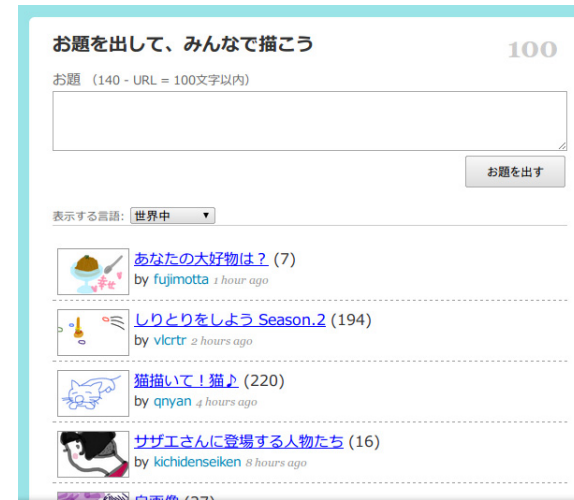 お題を出して、みんなで描こう
100
お題 (140 - URL = 100文字以内)
お題を出す
表示する言語: 世界中
あなたの大好物は？ (7)
by fujimotta 1 hour ago
しりとりをしよう Season.2 (194)
by vlcrtr 2 hours ago
猫描いて！猫♪ (220)
by qnyan 4 hours ago
サザエさんに登場する人物たち (16)
by kichidenseiken 8 hours ago
自画像 (27)